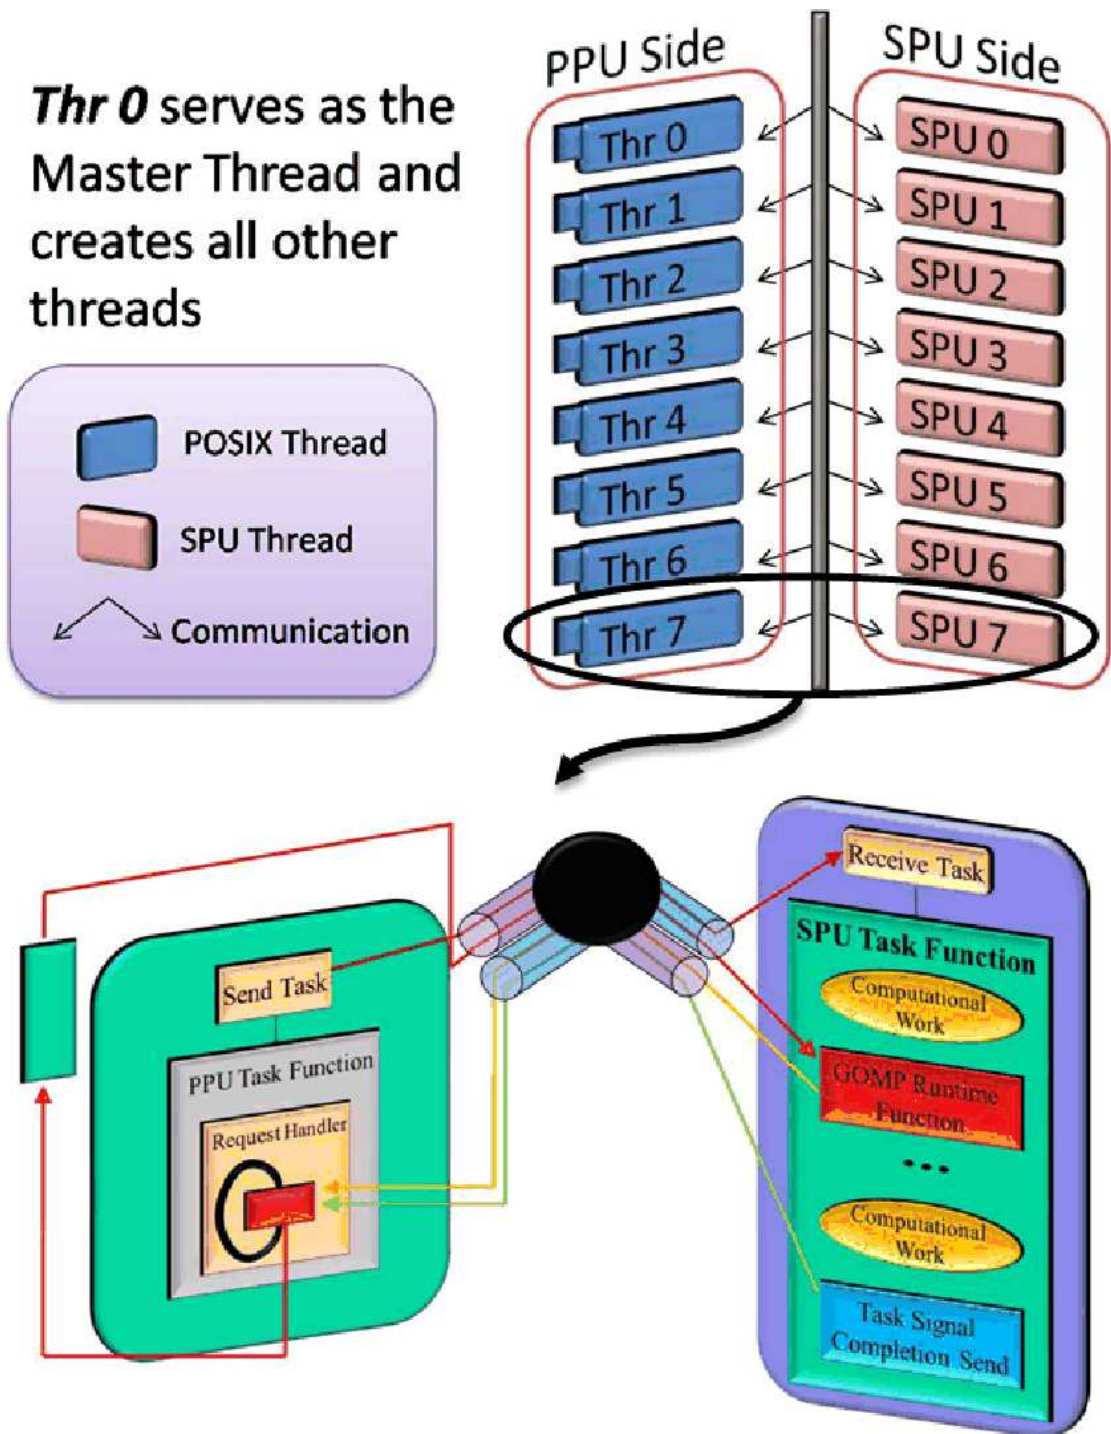 Thr 0 serves as the
Master Thread and
creates all other
threads
POSIX Thread
SPU Thread
Communication
PPU Side
Thr 0
Thr 1
Thr 2
Thr 3
Thr 4
Thr 5
Thr 6
Thr 7
SPU Side
SPU 0
SPU 1
SPU 2
SPU 3
SPU 4
SPU 5
SPU 6
SPU 7
Send Task
PPU Task Function
Request Handler
Receive Task
SPU Task Function
Computational
Work
GOMP Runtime
Function
...
Computational
Work
Task Signal
Completion Send